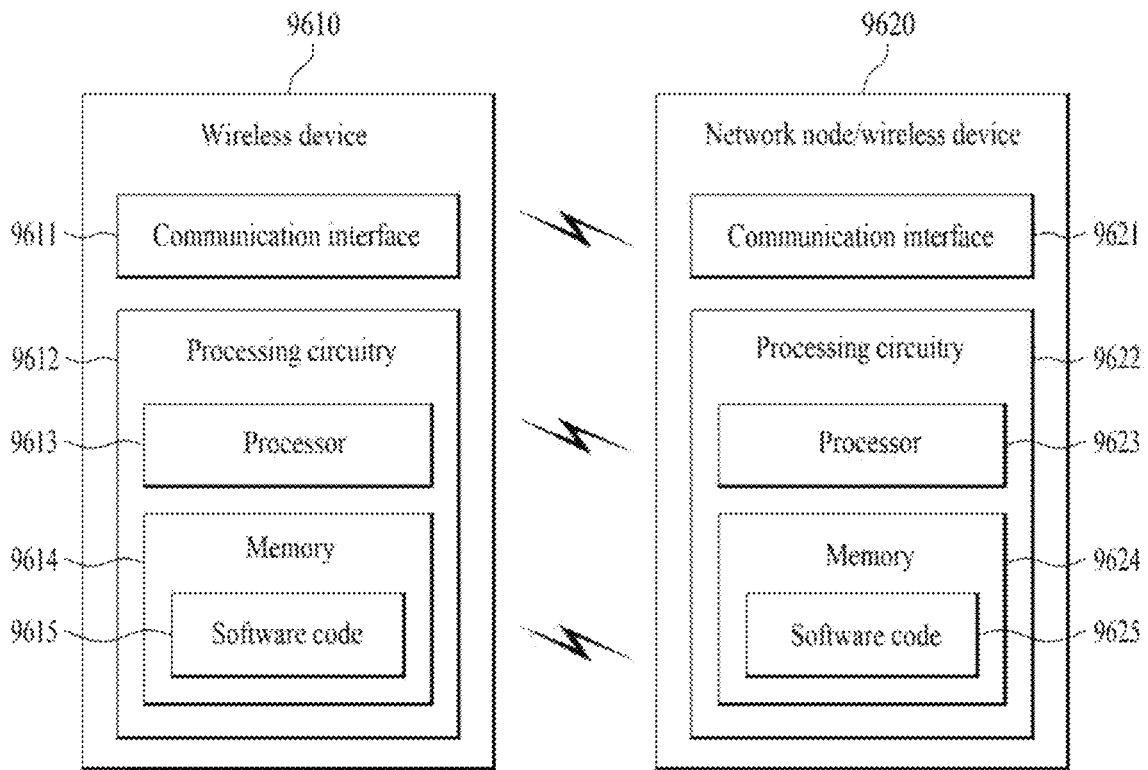 9610 9620
Wireless device Network node/wireless device
9611 Communication interface Communication interface 9621
9612 Processing circuitry Processing circuitry 9622
9613 Processor Processor 9623
9614 Memory Memory 9624
9615 Software code Software code 9625